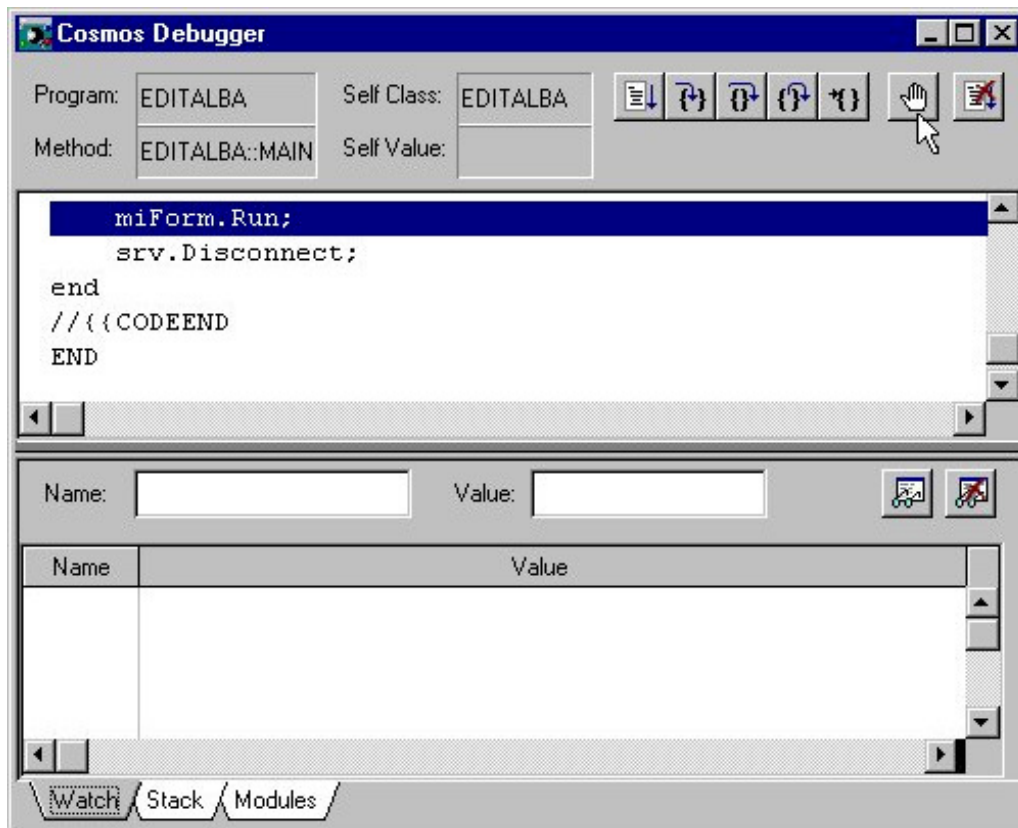 Cosmos Debugger
Program: EDITALBA Self Class: EDITALBA
Method: EDITALBA::MAIN Self Value:
miForm.Run;
srv.Disconnect;
end
//{{CODEEND
END
Name: Value:
Name Value
Watch Stack Modules